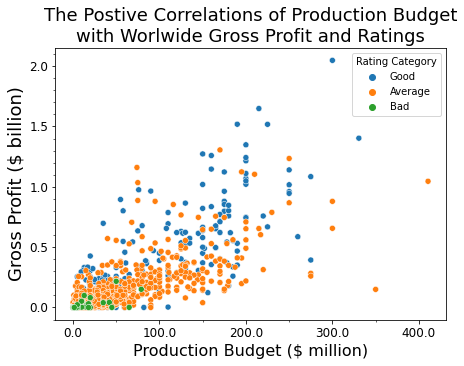 The Postive Correlations of Production Budget
with Worlwide Gross Profit and Ratings
Gross Profit ($ billion)
2.0
1.5
1.0
0.5
0.0
Rating Category
Good
Average
Bad
0.0 100.0 200.0 300.0 400.0
Production Budget ($ million)